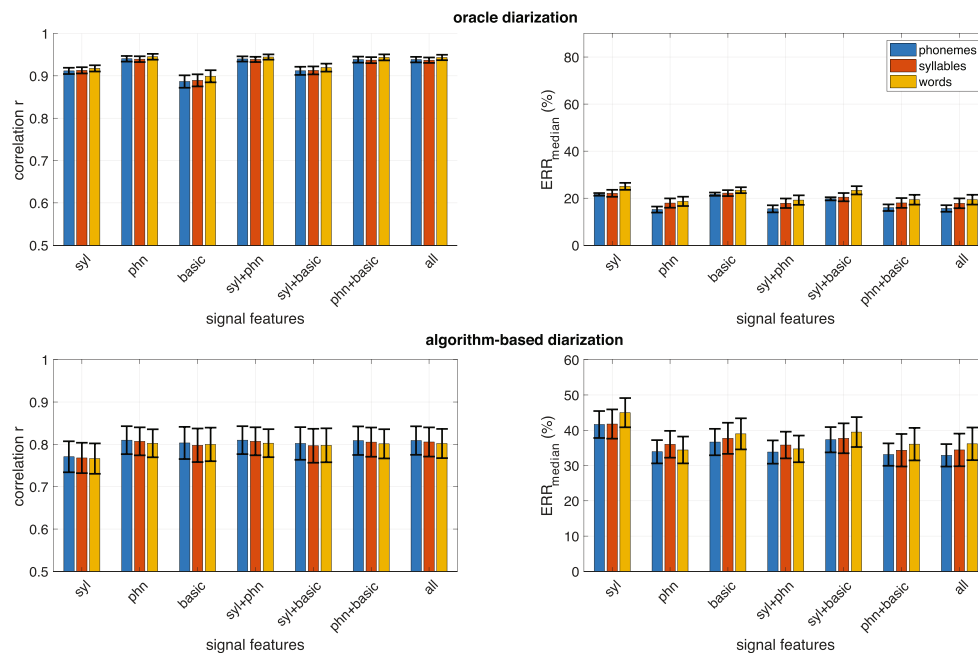 oracle diarization
1
0.9
0.8
0.7
0.6
0.5
correlation r
syl
phn
basic
syl+phn
syl+basic
phn+basic
all
signal features
80
60
40
20
0
ERRmedian (%)
phonemes
syllables
words
syl
phn
basic
syl+phn
syl+basic
phn+basic
all
signal features
algorithm-based diarization
1
0.9
0.8
0.7
0.6
0.5
correlation r
syl
phn
basic
syl+phn
syl+basic
phn+basic
all
signal features
60
50
40
30
20
10
0
ERRmedian (%)
syl
phn
basic
syl+phn
syl+basic
phn+basic
all
signal features